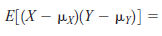 E[(X − μ_X)(Y − μ_Y)] =